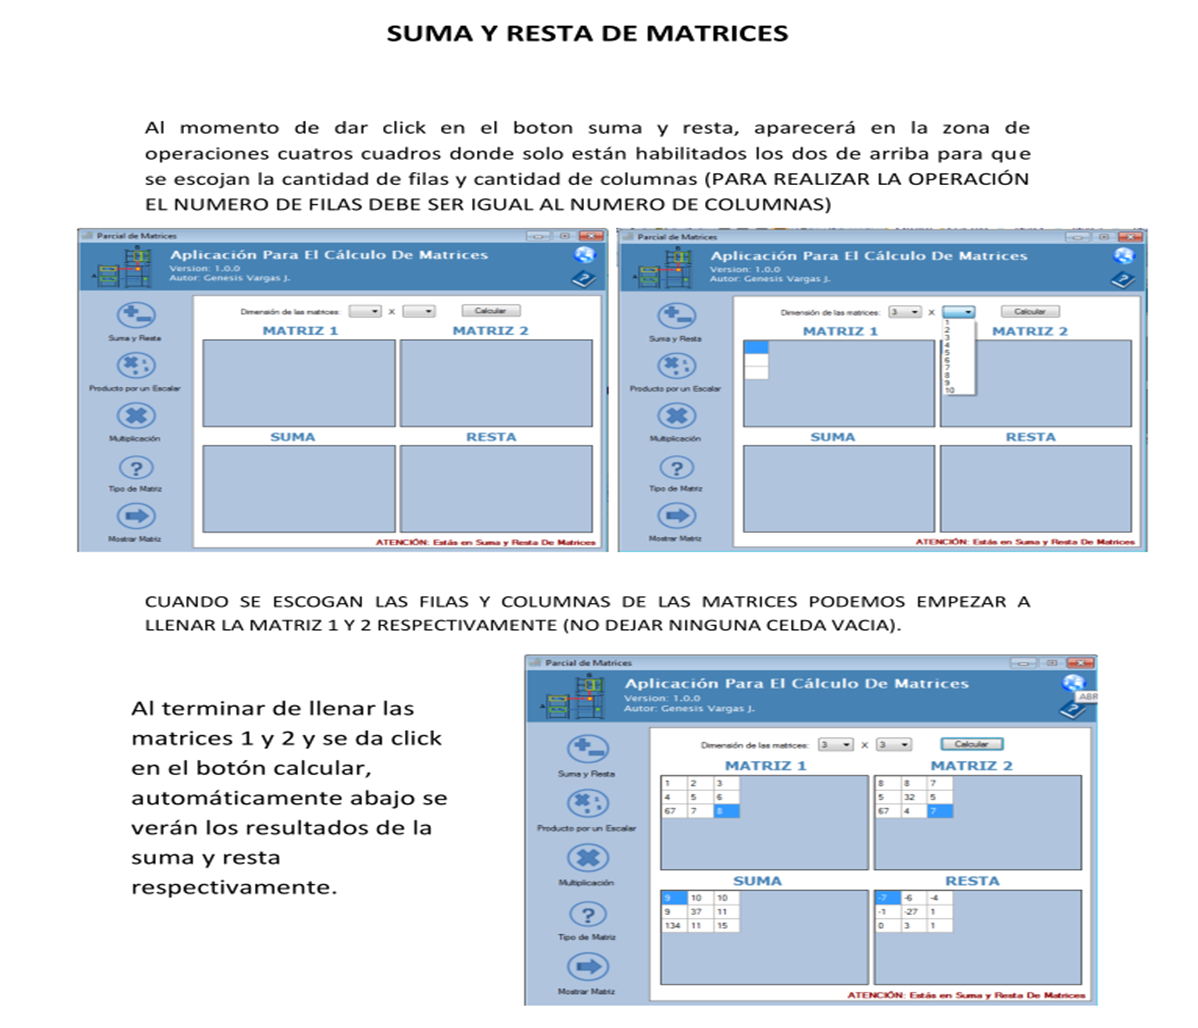 SUMA Y RESTA DE MATRICES
Al momento de dar click en el boton suma y resta, aparecerá en la zona de
operaciones cuatros cuadros donde solo están habilitados los dos de arriba para que
se escojan la cantidad de filas y cantidad de columnas (PARA REALIZAR LA OPERACIÓN
EL NUMERO DE FILAS DEBE SER IGUAL AL NUMERO DE COLUMNAS)
Parcial de Matrices
Aplicación Para El Cálculo De Matrices
Version: 1.0.0
Autor: Genesis Vargas J.
Dimensión de las matrices: X Calcular
MATRIZ 1 MATRIZ 2
Suma y Resta
Producto por un Escalar
Multiplicación
SUMA RESTA
Tipo de Matriz
Mostrar Matriz
ATENCIÓN: Estás en Suma y Resta De Matrices
Parcial de Matrices
Aplicación Para El Cálculo De Matrices
Version: 1.0.0
Autor: Genesis Vargas J.
Dimensión de las matrices: 3 X Calcular
1
2
3
4
5
6
7
8
9
10
MATRIZ 1 MATRIZ 2
Suma y Resta
Producto por un Escalar
Multiplicación
SUMA RESTA
Tipo de Matriz
Mostrar Matriz
ATENCIÓN: Estás en Suma y Resta De Matrices
CUANDO SE ESCOGAN LAS FILAS Y COLUMNAS DE LAS MATRICES PODEMOS EMPEZAR A
LLENAR LA MATRIZ 1 Y 2 RESPECTIVAMENTE (NO DEJAR NINGUNA CELDA VACIA).
Al terminar de llenar las
matrices 1 y 2 y se da click
en el botón calcular,
automáticamente abajo se
verán los resultados de la
suma y resta
respectivamente.
Parcial de Matrices
Aplicación Para El Cálculo De Matrices
Version: 1.0.0
Autor: Genesis Vargas J.
ABR
Dimensión de las matrices: 3 X 3 Calcular
Suma y Resta
Producto por un Escalar
Multiplicación
Tipo de Matriz
Mostrar Matriz
MATRIZ 1
1 2 3
4 5 6
67 7 8
MATRIZ 2
8 8 7
5 32 5
67 4 7
SUMA
9 10 10
9 37 11
134 11 15
RESTA
-7 -6 -4
-1 -27 1
0 3 1
ATENCIÓN: Estás en Suma y Resta De Matrices